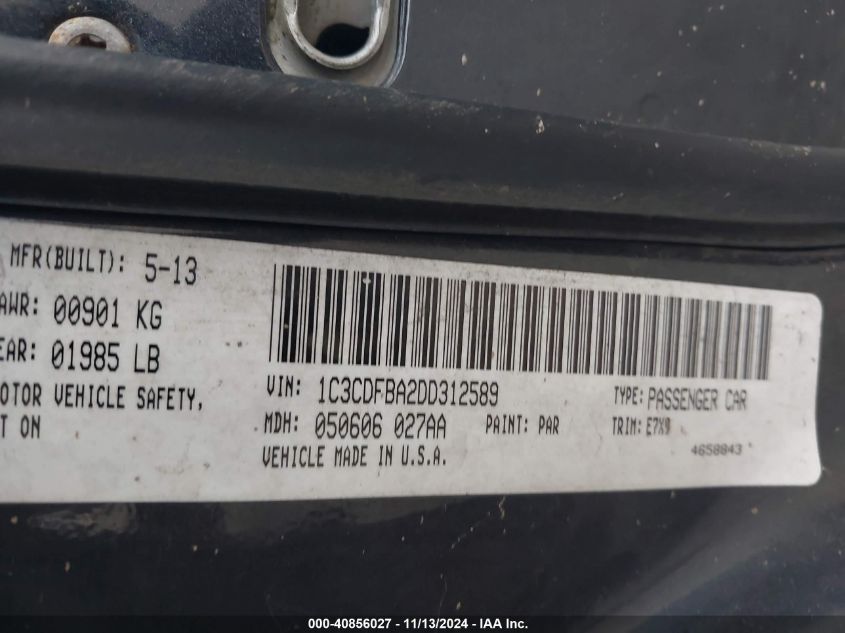 MFR(BUILT): 5-13
AWR: 00901 KG
EAR: 01985 LB
OTOR VEHICLE SAFETY,
T ON
VIN: 1C3CDFBA2DD312589 TYPE: PASSENGER CAR
MDH: 050606 027AA PAINT: PAR TRIM: E7X9
VEHICLE MADE IN U.S.A. 4658843
000-40856027 - 11/13/2024 - IAA Inc.